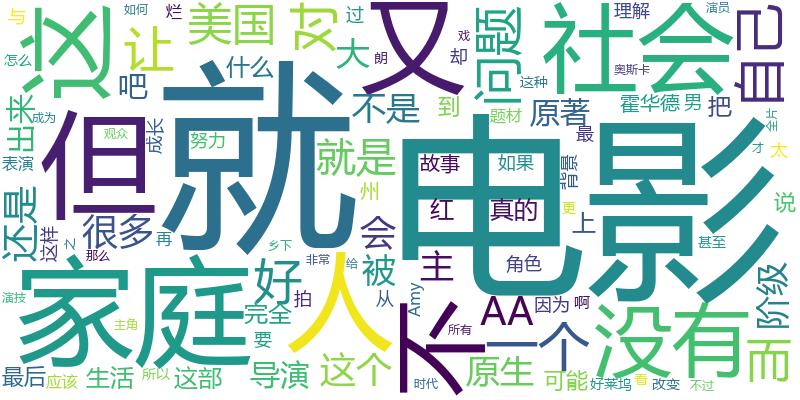 与 如何 烂 美国 对 过 朗 又 问题 社会 理解 演员 自己
这 让 大 却 戏 奥斯卡
怎么 什么 吧 这种
出来 成为 但 成长 就 不是 到 题材 原著 霍华德 男 把 全片
观众 努力 电影 最 才 太
表演 还是 就是 故事 如果 背景
这样 很多 州 红 真的 更 说
之 再 会 上 甚至
那么 乡下 非常 给 被 主 角色
家庭 好 人 阶级
演技 拍 从 Amy 不 AA 因为 啊 没有 而
主角 完全 所有 一个
要
最后 应该 生活 所以 这部 导演 这个 时代 原生 可能 好莱坞 看 改变 不过